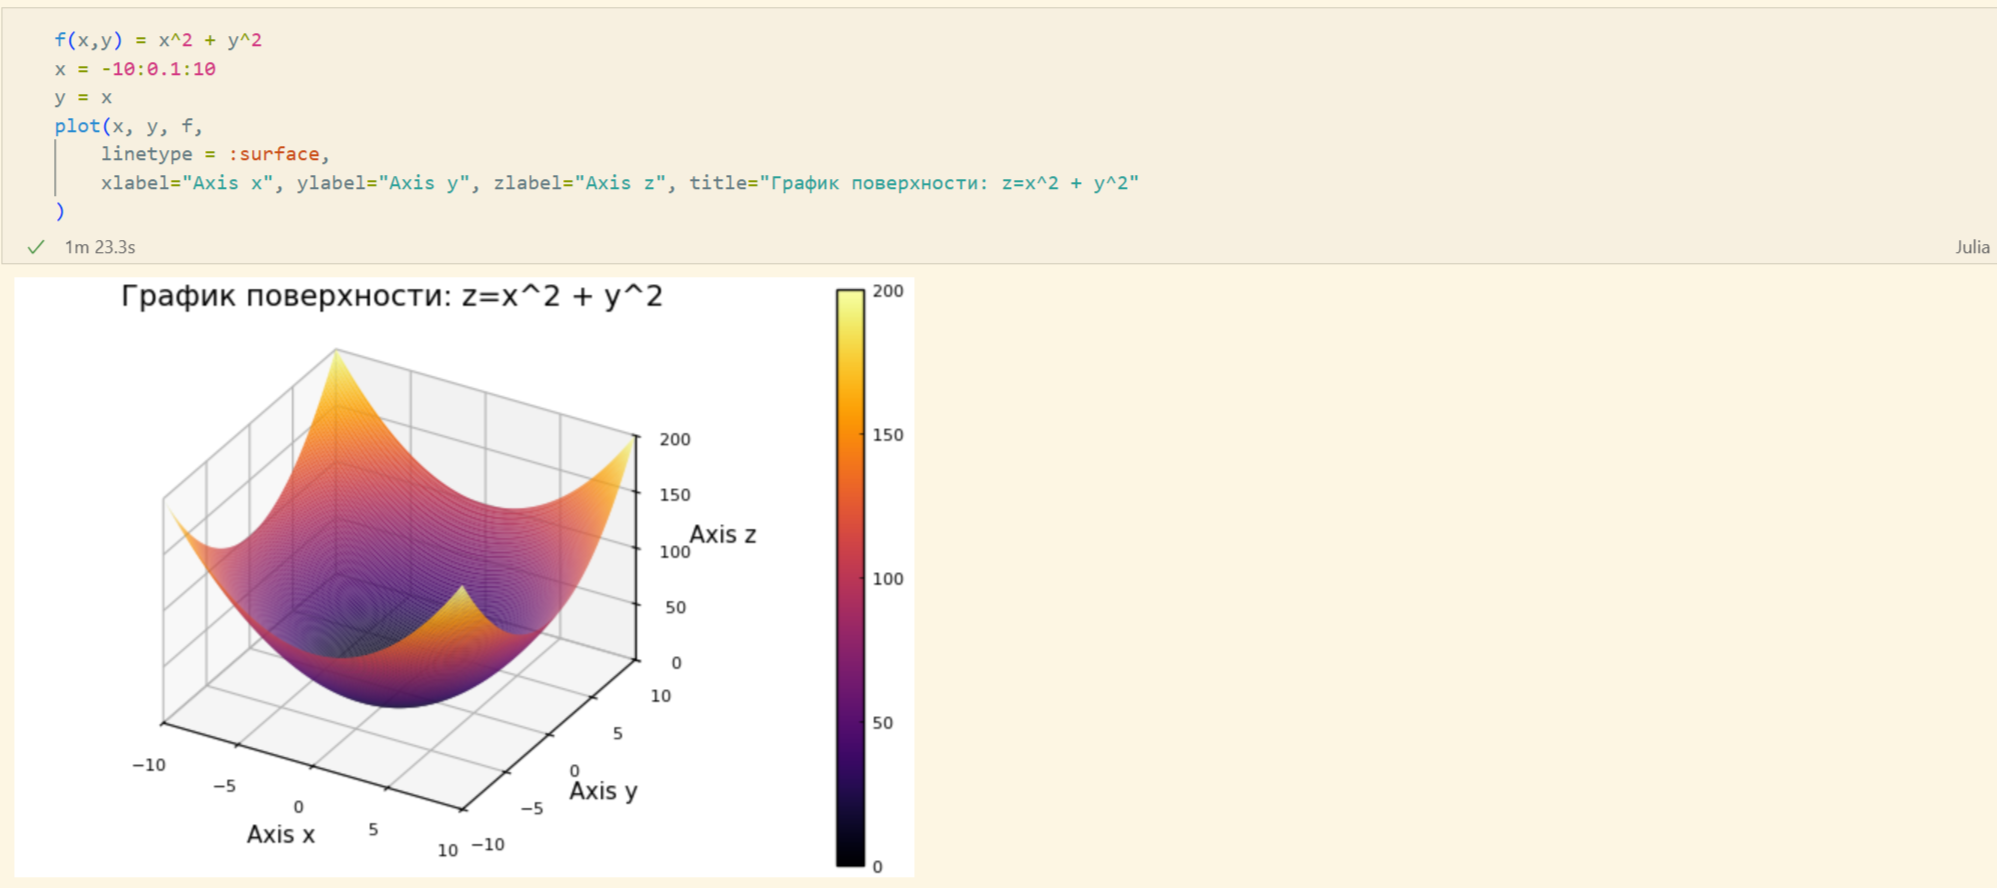 f(x,y) = x^2 + y^2
x = -10:0.1:10
y = x
plot(x, y, f,
    linetype = :surface,
    xlabel="Axis x", ylabel="Axis y", zlabel="Axis z", title="График поверхности: z=x^2 + y^2"
)
1m 23.3s
Julia
График поверхности: z=x^2 + y^2
200
150
100
50
0
Axis z
10
5
0
−5
−10
Axis y
−10
−5
0
5
10
Axis x
200
150
100
50
0